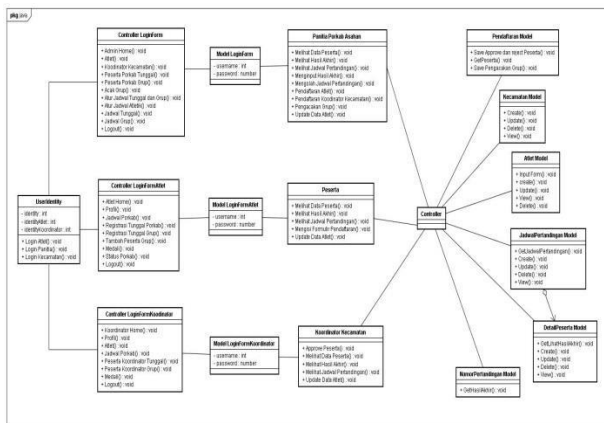 pkg java
Controller LoginForm
+ Admin Home() : void
+ Atlet() : void
+ Koordinator Kecamatan() : void
+ Peserta Porkab Tunggal() : void
+ Peserta Porkab Grup() : void
+ Acak Grup() : void
+ Atur Jadwal Tunggal dan Grup() : void
+ Atur Jadwal Atletik() : void
+ Jadwal Tunggal() : void
+ Jadwal Grup() : void
+ Logout() : void
Model LoginForm
- username : int
- password : number
Panitia Porkab Asahan
+ Melihat Data Peserta() : void
+ Melihat Hasil Akhir() : void
+ Melihat Jadwal Pertandingan() : void
+ Menginput Hasil Akhir() : void
+ Mengolah Jadwal Pertandingan() : void
+ Pendaftaran Atlet() : void
+ Pendaftaran Koordinator Kecamatan() : void
+ Pengacakan Grup() : void
+ Update Data Atlet() : void
Pendaftaran Model
+ Save Approve dan reject Peserta() : void
+ GetPeserta() : void
+ Save Pengacakan Grup() : void
Kecamatan Model
+ Create() : void
+ Update() : void
+ Delete() : void
+ View() : void
Atlet Model
+ Input Form() : void
+ create() : void
+ Update() : void
+ View() : void
+ Delete() : void
UserIdentity
- identity : int
- identityAtlet : int
- identityKoordinator : int
+ Login Atlet() : void
+ Login Panitia() : void
+ Login Kecamatan() : void
Controller LoginFormAtlet
+ Atlet Home() : void
+ Profil() : void
+ Jadwal Porkab() : void
+ Registrasi Tunggal Porkab() : void
+ Registrasi Tunggal Grup() : void
+ Tambah Peserta Grup() : void
+ Medali() : void
+ Status Porkab() : void
+ Logout() : void
Model LoginFormAtlet
- username : int
- password : number
Peserta
+ Melihat Data Peserta() : void
+ Melihat Hasil Akhir() : void
+ Melihat Jadwal Pertandingan() : void
+ Mengisi Formulir Pendaftaran() : void
+ Update Data Atlet() : void
Controller
JadwalPertandingan Model
+ GetJadwalPertandingan() : void
+ Create() : void
+ Update() : void
+ Delete() : void
+ View() : void
Controller LoginFormKoordinator
+ Koordinator Home() : void
+ Profil() : void
+ Atlet() : void
+ Jadwal Porkab() : void
+ Peserta Koordinator Tunggal() : void
+ Peserta Koordinator Grup() : void
+ Medali() : void
+ Logout() : void
Model LoginFormKoordinator
- username : int
- password : number
Koordinator Kecamatan
+ Approve Peserta() : void
+ Melihat Data Peserta() : void
+ Melihat Hasil Akhir() : void
+ Melihat Jadwal Pertandingan() : void
+ Update Data Atlet() : void
NomorPertandingan Model
+ GetHasilAkhir() : void
DetailPeserta Model
+ GetLihatHasilAkhir() : void
+ Create() : void
+ Update() : void
+ Delete() : void
+ View() : void